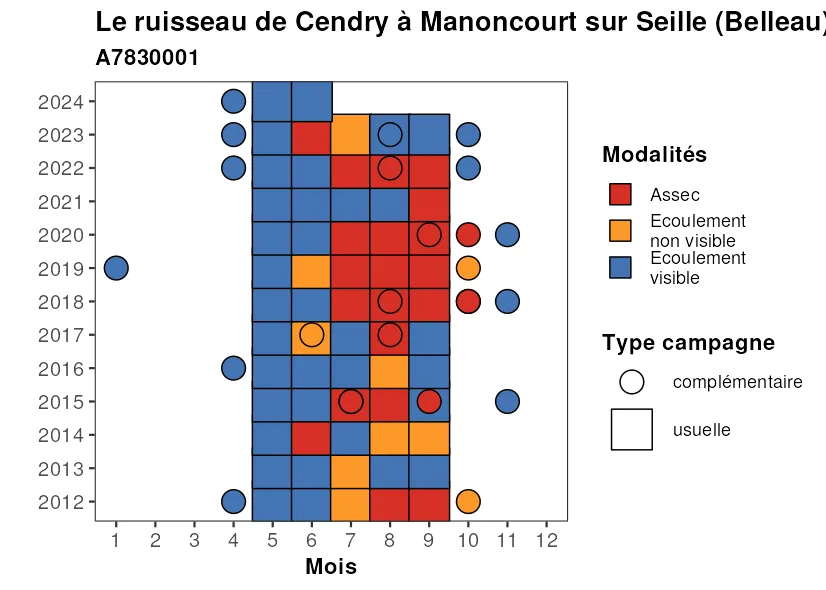 Le ruisseau de Cendry à Manoncourt sur Seille (Belleau)
A7830001
2024
2023
2022
2021
2020
2019
2018
2017
2016
2015
2014
2013
2012
1 2 3 4 5 6 7 8 9 10 11 12
Mois
Modalités
Assec
Ecoulement
non visible
Ecoulement
visible
Type campagne
complémentaire
usuelle